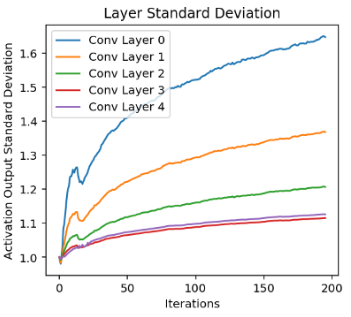 Layer Standard Deviation
Activation Output Standard Deviation
1.6
1.5
1.4
1.3
1.2
1.1
1.0
Conv Layer 0
Conv Layer 1
Conv Layer 2
Conv Layer 3
Conv Layer 4
0 50 100 150 200
Iterations